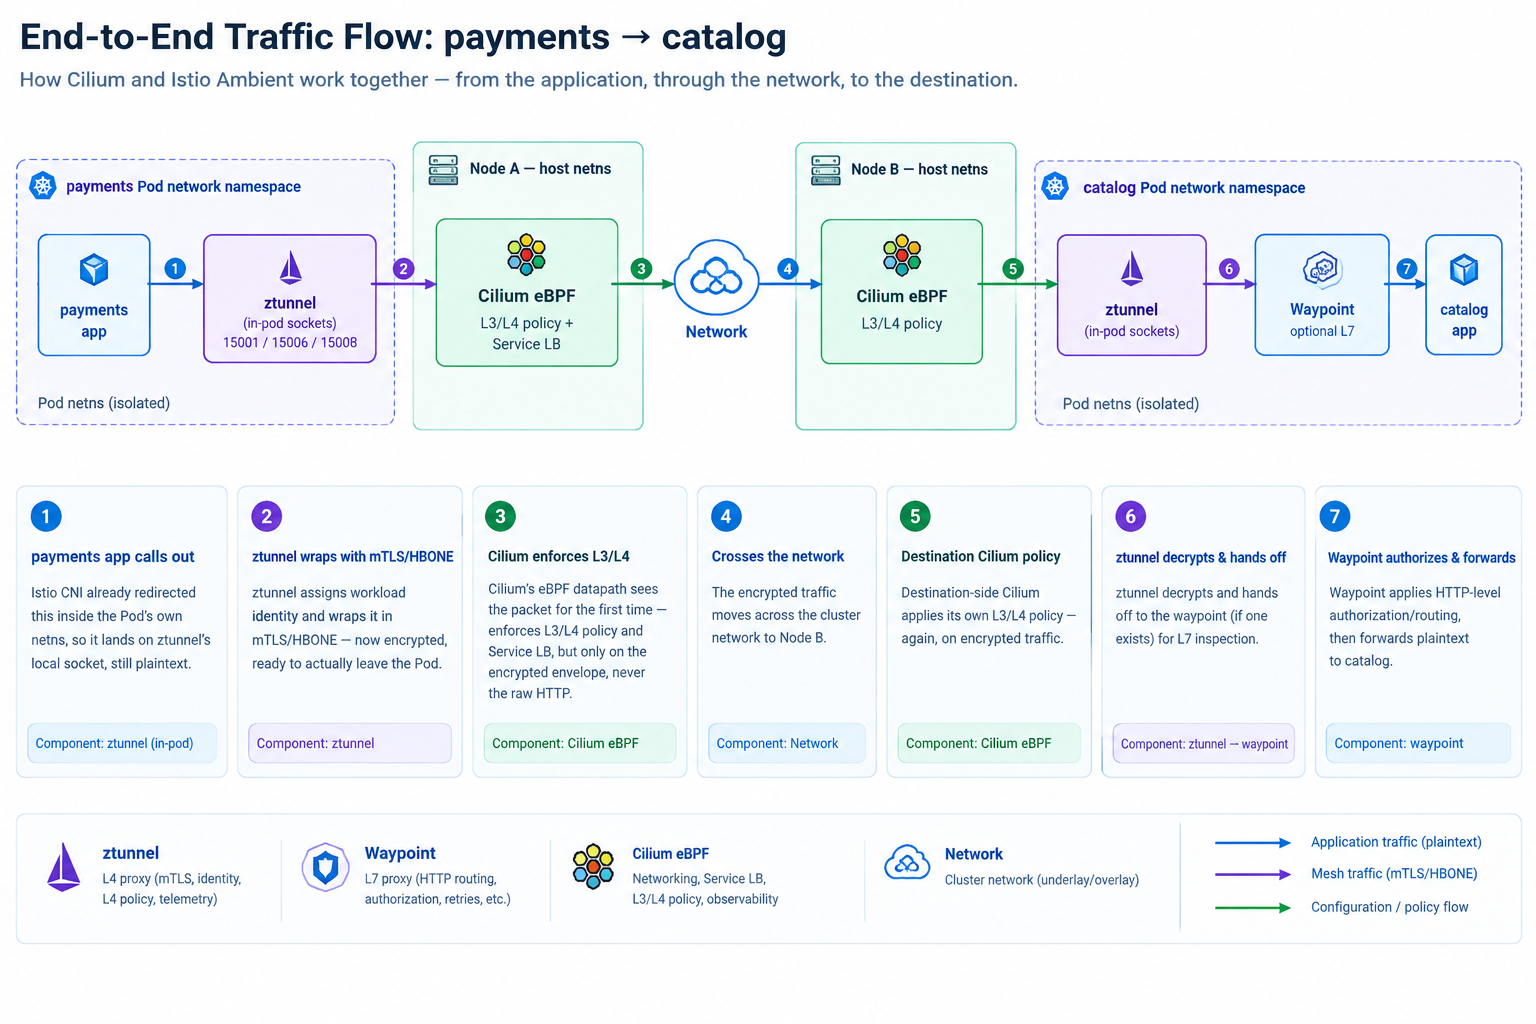 End-to-End Traffic Flow: payments → catalog
How Cilium and Istio Ambient work together — from the application, through the network, to the destination.
payments Pod network namespace
payments
app
1
ztunnel
(in-pod sockets)
15001 / 15006 / 15008
Pod netns (isolated)
2
Node A — host netns
Cilium eBPF
L3/L4 policy +
Service LB
3
Network
4
Node B — host netns
Cilium eBPF
L3/L4 policy
5
catalog Pod network namespace
ztunnel
(in-pod sockets)
6
Waypoint
optional L7
7
catalog
app
Pod netns (isolated)
1
payments app calls out
Istio CNI already redirected
this inside the Pod's own
netns, so it lands on ztunnel's
local socket, still plaintext.
Component: ztunnel (in-pod)
2
ztunnel wraps with mTLS/HBONE
ztunnel assigns workload
identity and wraps it in
mTLS/HBONE — now encrypted,
ready to actually leave the Pod.
Component: ztunnel
3
Cilium enforces L3/L4
Cilium's eBPF datapath sees
the packet for the first time —
enforces L3/L4 policy and
Service LB, but only on the
encrypted envelope, never
the raw HTTP.
Component: Cilium eBPF
4
Crosses the network
The encrypted traffic
moves across the cluster
network to Node B.
Component: Network
5
Destination Cilium policy
Destination-side Cilium
applies its own L3/L4 policy —
again, on encrypted traffic.
Component: Cilium eBPF
6
ztunnel decrypts & hands off
ztunnel decrypts and hands
off to the waypoint (if one
exists) for L7 inspection.
Component: ztunnel → waypoint
7
Waypoint authorizes & forwards
Waypoint applies HTTP-level
authorization/routing,
then forwards plaintext
to catalog.
Component: waypoint
ztunnel
L4 proxy (mTLS, identity,
L4 policy, telemetry)
Waypoint
L7 proxy (HTTP routing,
authorization, retries, etc.)
Cilium eBPF
Networking, Service LB,
L3/L4 policy, observability
Network
Cluster network (underlay/overlay)
Application traffic (plaintext)
Mesh traffic (mTLS/HBONE)
Configuration / policy flow